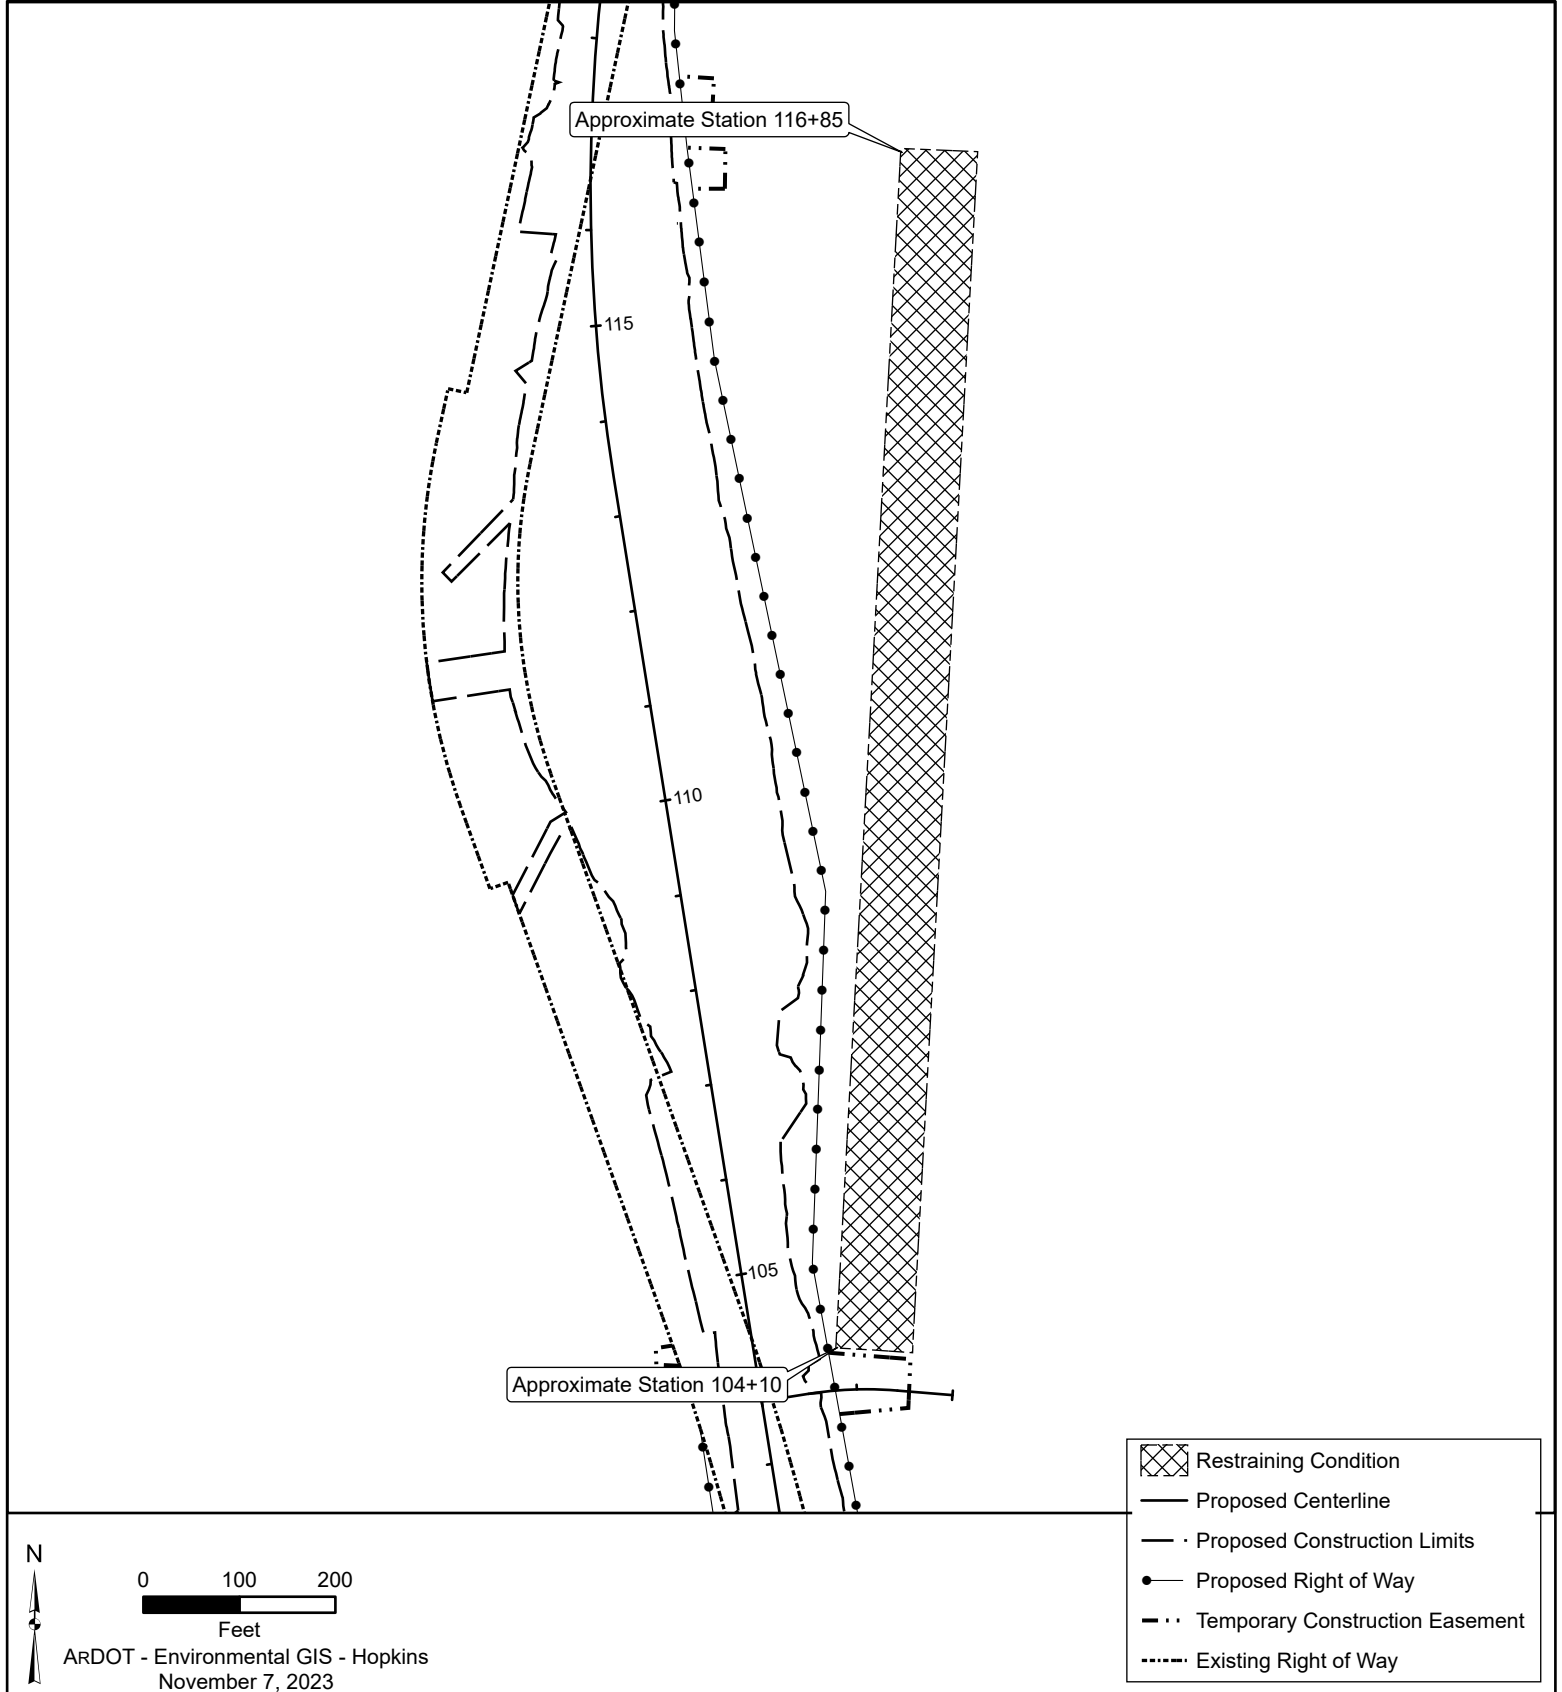 Approximate Station 116+85
115
110
105
Approximate Station 104+10
Restraining Condition
Proposed Centerline
Proposed Construction Limits
Proposed Right of Way
Temporary Construction Easement
Existing Right of Way
N
0 100 200
Feet
ARDOT - Environmental GIS - Hopkins
November 7, 2023